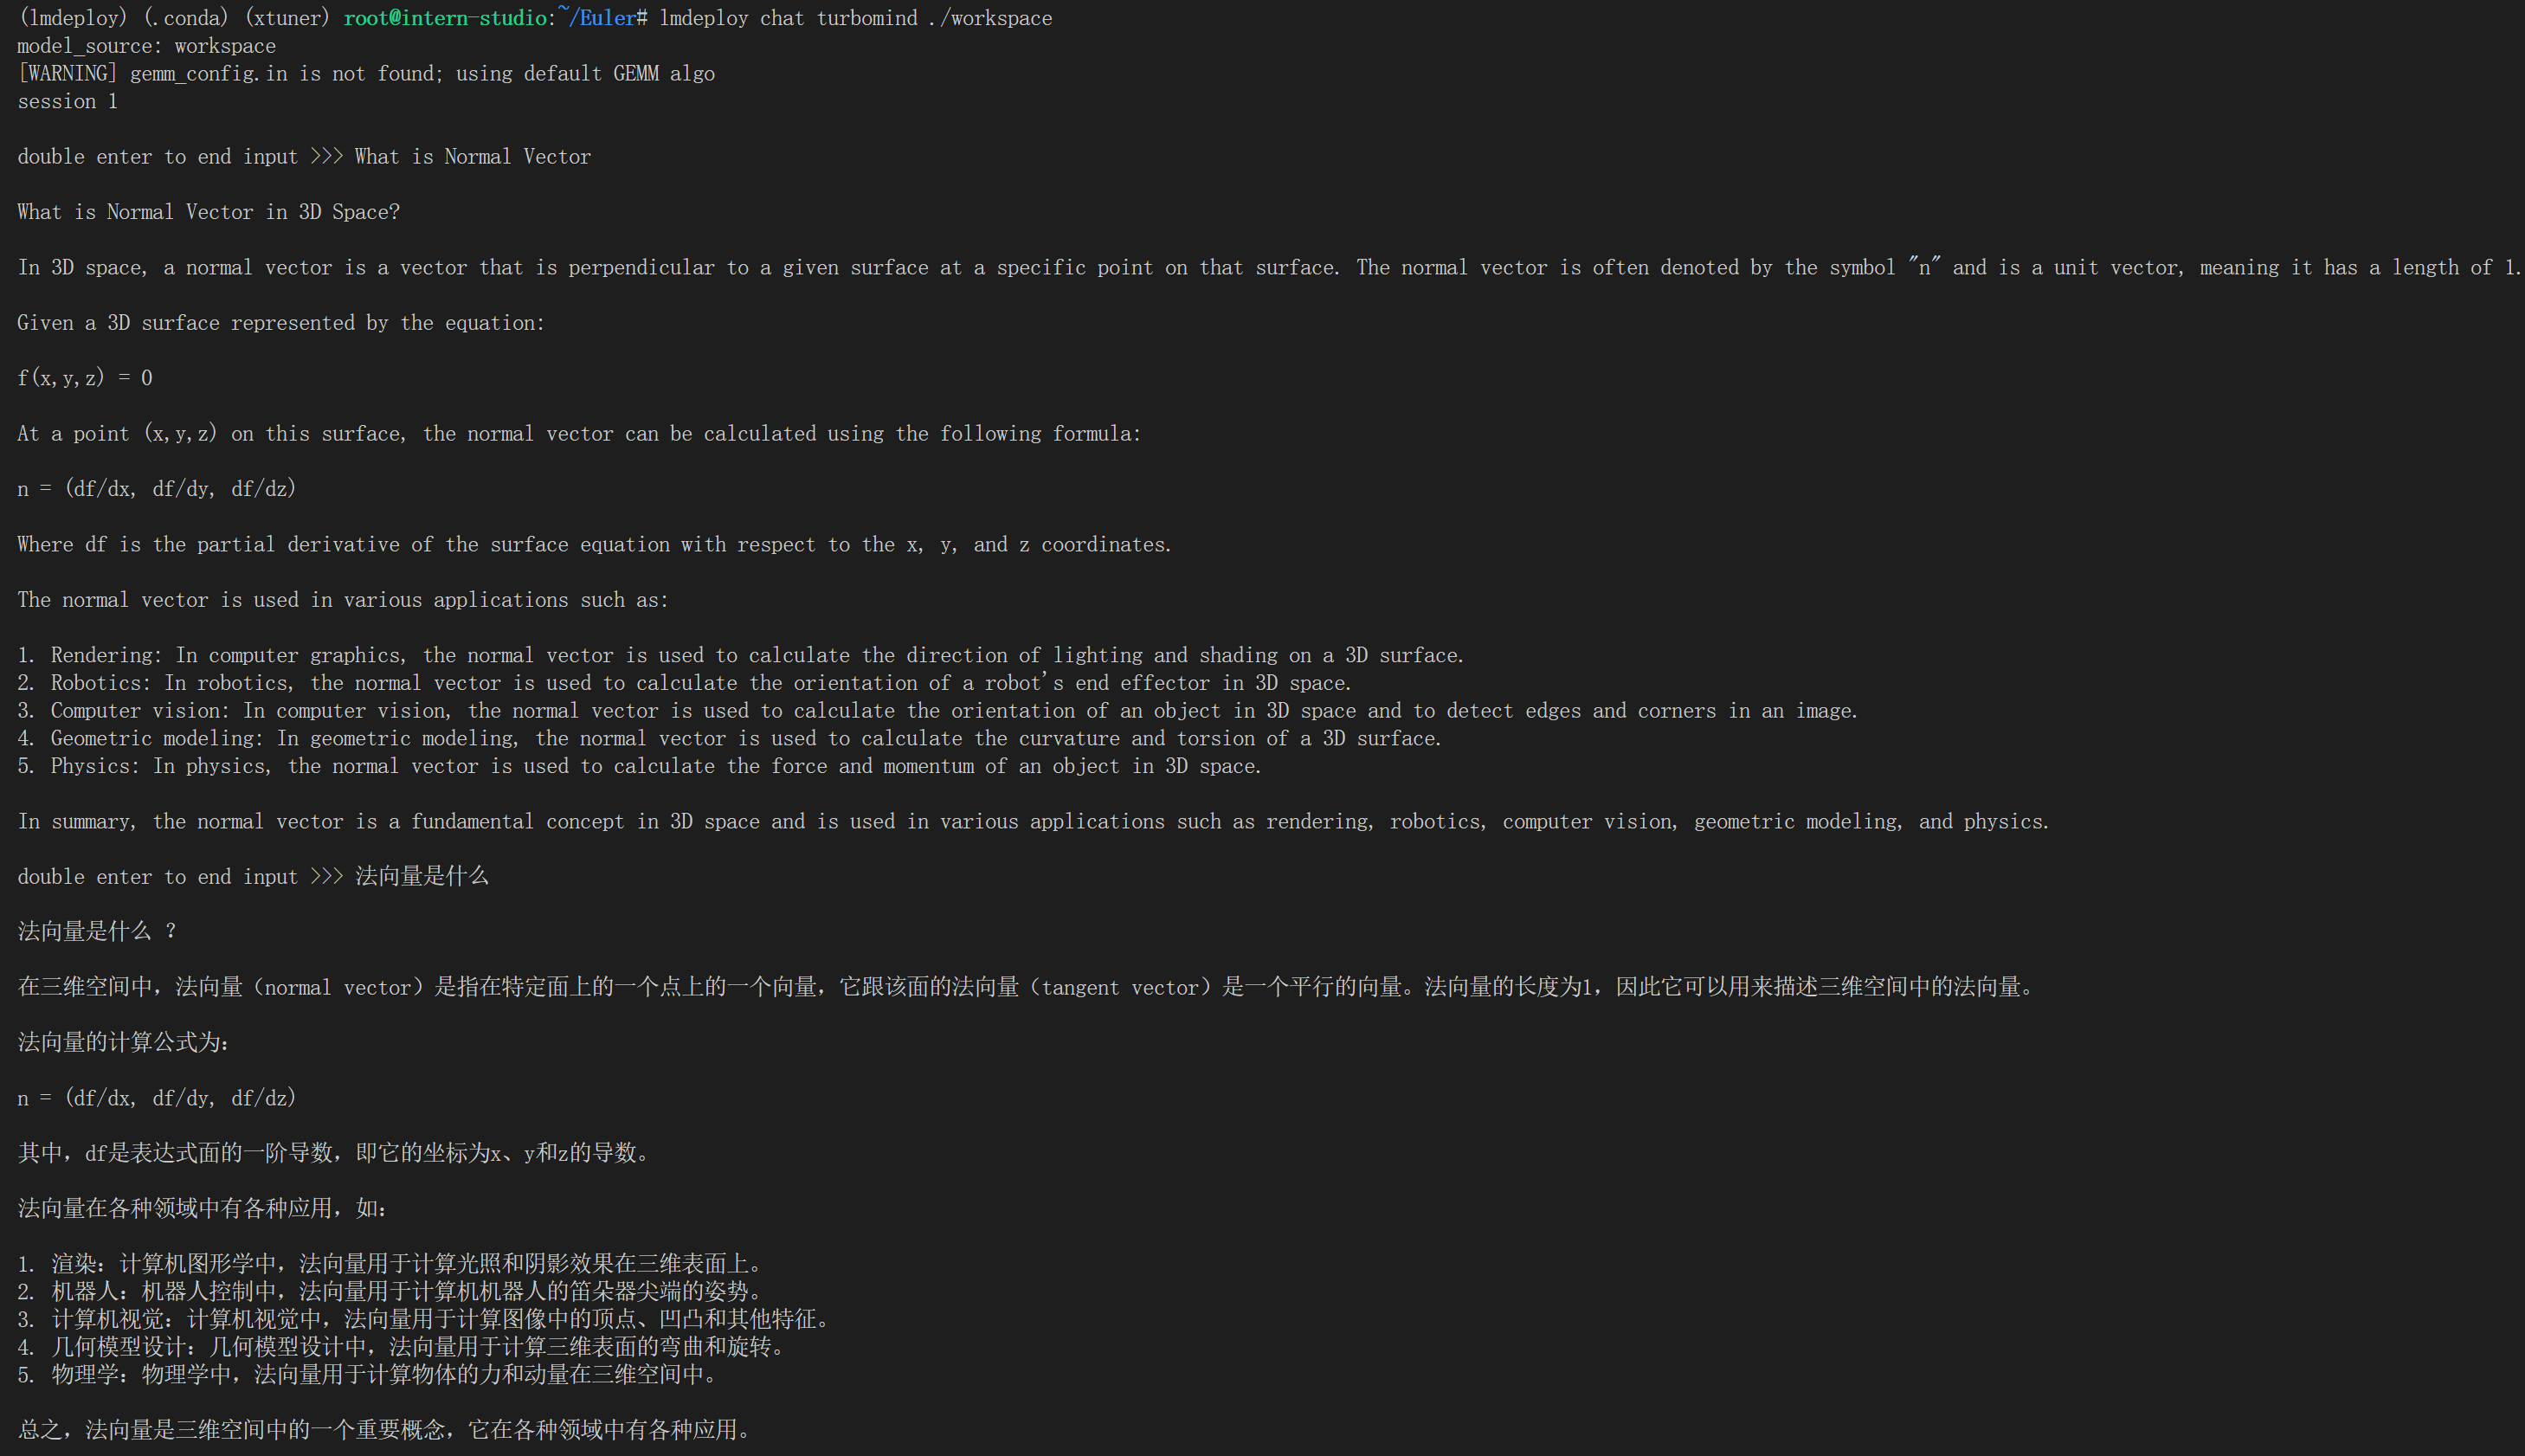 (lmdeploy) (.conda) (xtuner) root@intern-studio:~/Euler# lmdeploy chat turbomind ./workspace
model_source: workspace
[WARNING] gemm_config.in is not found; using default GEMM algo
session 1
double enter to end input >>> What is Normal Vector
What is Normal Vector in 3D Space?
In 3D space, a normal vector is a vector that is perpendicular to a given surface at a specific point on that surface. The normal vector is often denoted by the symbol "n" and is a unit vector, meaning it has a length of 1.
Given a 3D surface represented by the equation:
f(x,y,z) = 0
At a point (x,y,z) on this surface, the normal vector can be calculated using the following formula:
n = (df/dx, df/dy, df/dz)
Where df is the partial derivative of the surface equation with respect to the x, y, and z coordinates.
The normal vector is used in various applications such as:
1. Rendering: In computer graphics, the normal vector is used to calculate the direction of lighting and shading on a 3D surface.
2. Robotics: In robotics, the normal vector is used to calculate the orientation of a robot's end effector in 3D space.
3. Computer vision: In computer vision, the normal vector is used to calculate the orientation of an object in 3D space and to detect edges and corners in an image.
4. Geometric modeling: In geometric modeling, the normal vector is used to calculate the curvature and torsion of a 3D surface.
5. Physics: In physics, the normal vector is used to calculate the force and momentum of an object in 3D space.
In summary, the normal vector is a fundamental concept in 3D space and is used in various applications such as rendering, robotics, computer vision, geometric modeling, and physics.
double enter to end input >>> 法向量是什么
法向量是什么 ？
在三维空间中，法向量（normal vector）是指在特定面上的一个点上的一个向量，它跟该面的法向量（tangent vector）是一个平行的向量。法向量的长度为1，因此它可以用来描述三维空间中的法向量。
法向量的计算公式为：
n = (df/dx, df/dy, df/dz)
其中，df是表达式面的一阶导数，即它的坐标为x、y和z的导数。
法向量在各种领域中有各种应用，如：
1. 渲染：计算机图形学中，法向量用于计算光照和阴影效果在三维表面上。
2. 机器人：机器人控制中，法向量用于计算机机器人的笛朵器尖端的姿势。
3. 计算机视觉：计算机视觉中，法向量用于计算图像中的顶点、凹凸和其他特征。
4. 几何模型设计：几何模型设计中，法向量用于计算三维表面的弯曲和旋转。
5. 物理学：物理学中，法向量用于计算物体的力和动量在三维空间中。
总之，法向量是三维空间中的一个重要概念，它在各种领域中有各种应用。